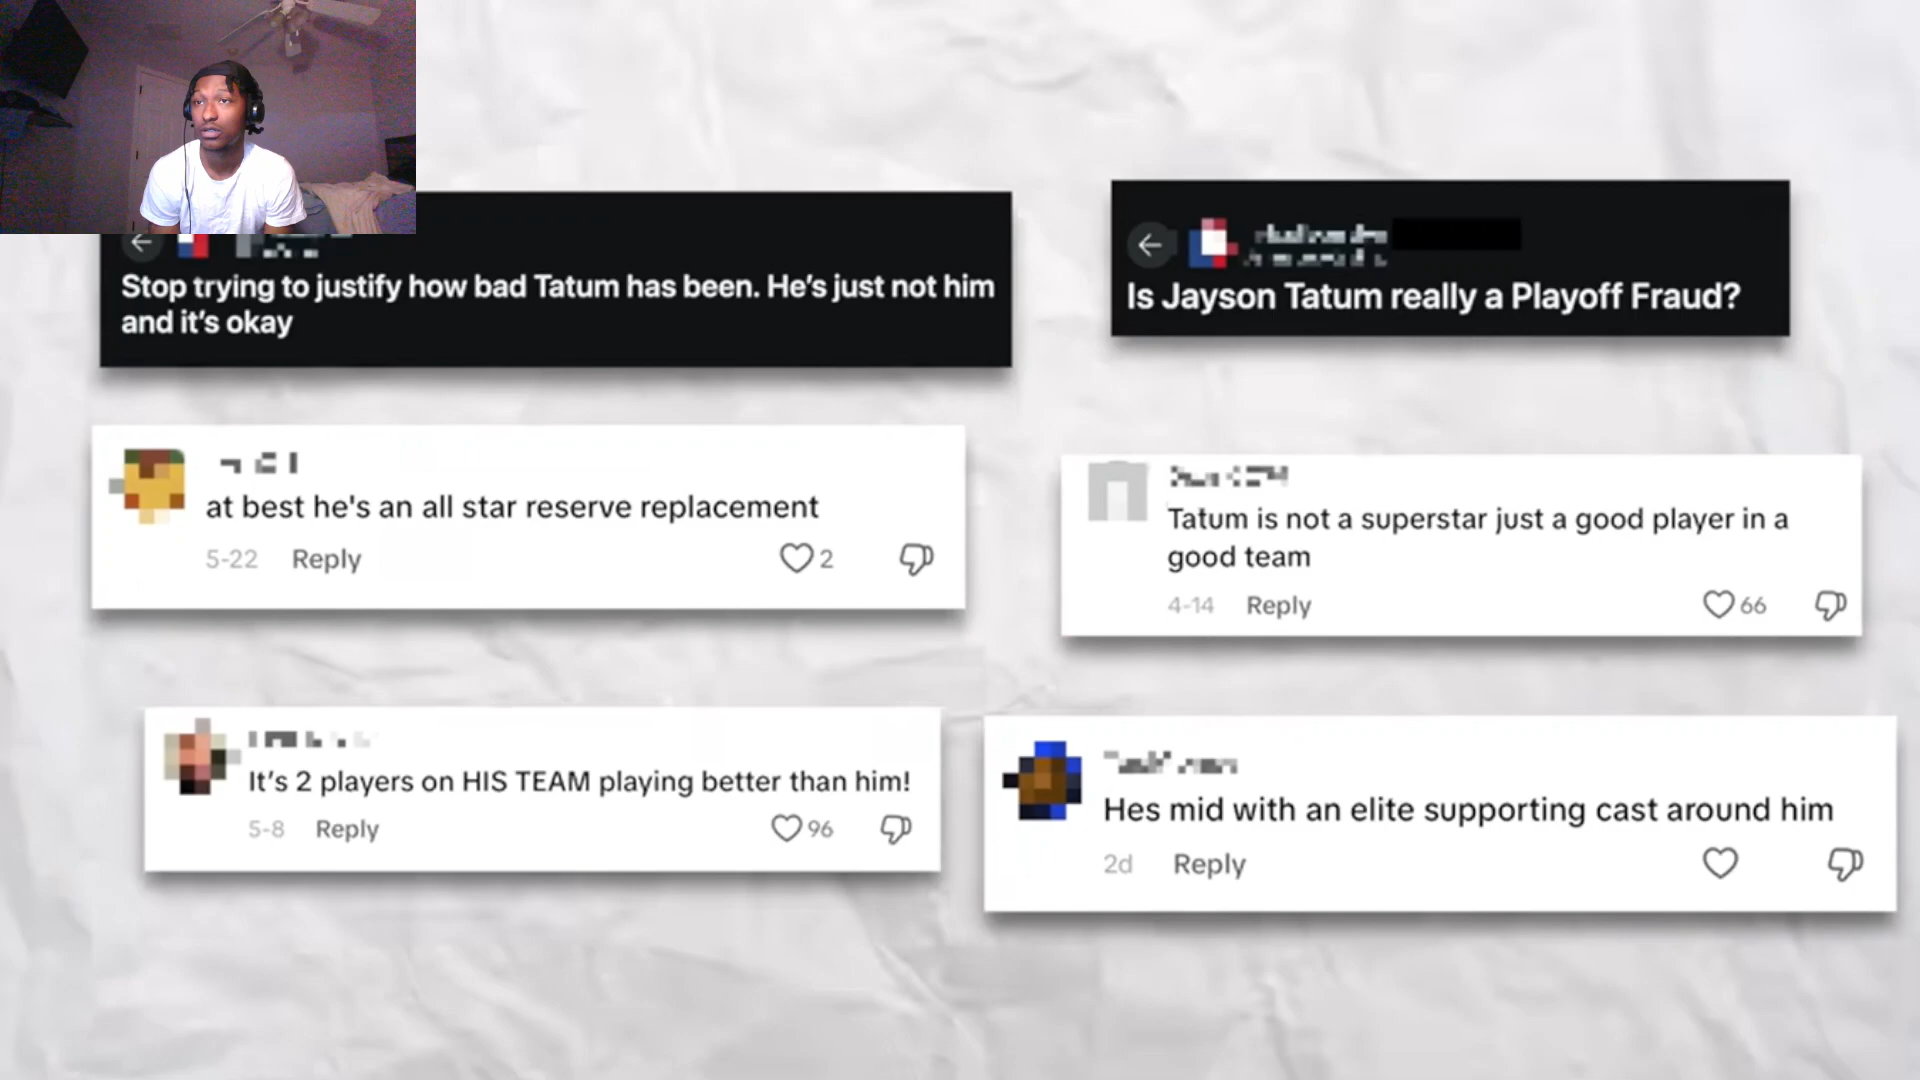 Stop trying to justify how bad Tatum has been. He's just not him
and it's okay
Is Jayson Tatum really a Playoff Fraud?
at best he's an all star reserve replacement
5-22 Reply 2
Tatum is not a superstar just a good player in a
good team
4-14 Reply 66
It's 2 players on HIS TEAM playing better than him!
5-8 Reply 96
Hes mid with an elite supporting cast around him
2d Reply